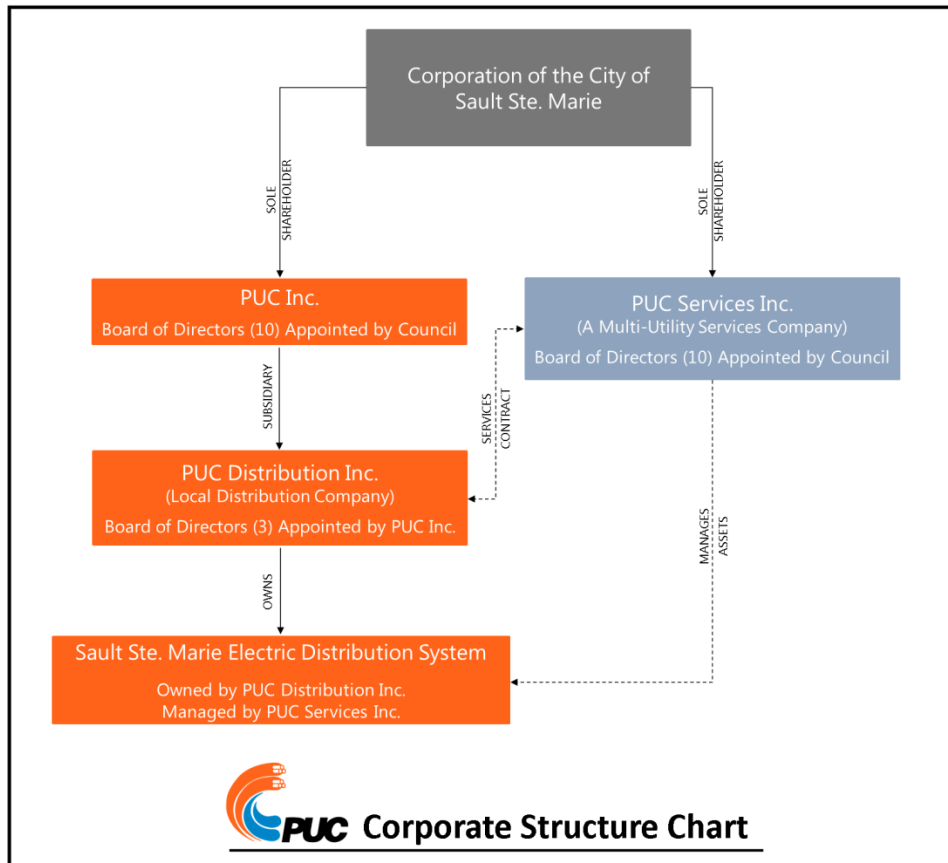 Corporation of the City of
Sault Ste. Marie
SOLE
SHAREHOLDER
SOLE
SHAREHOLDER
PUC Inc.
Board of Directors (10) Appointed by Council
PUC Services Inc.
(A Multi-Utility Services Company)
Board of Directors (10) Appointed by Council
SUBSIDIARY
SERVICES
CONTRACT
PUC Distribution Inc.
(Local Distribution Company)
Board of Directors (3) Appointed by PUC Inc.
MANAGES
ASSETS
OWNS
Sault Ste. Marie Electric Distribution System
Owned by PUC Distribution Inc.
Managed by PUC Services Inc.
PUC Corporate Structure Chart